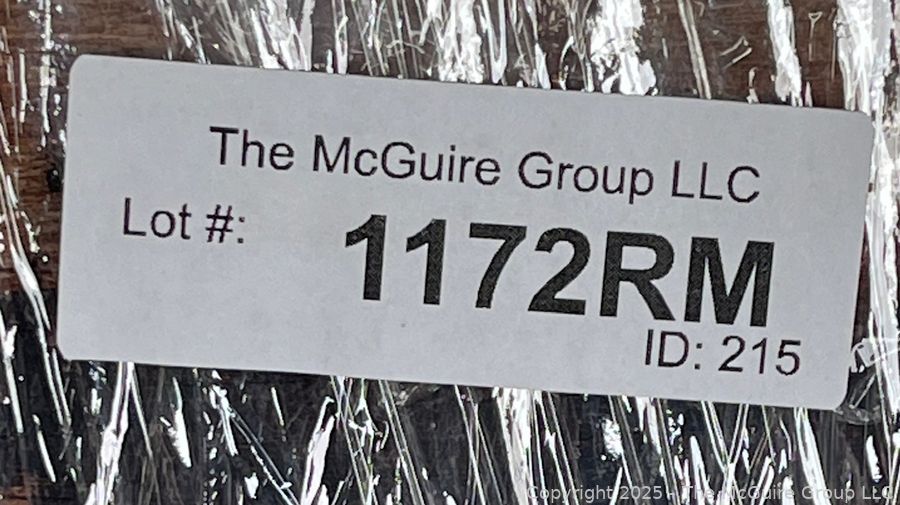 The McGuire Group LLC
Lot #:
1172RM
ID: 215
Copyright 2025 - The McGuire Group LLC